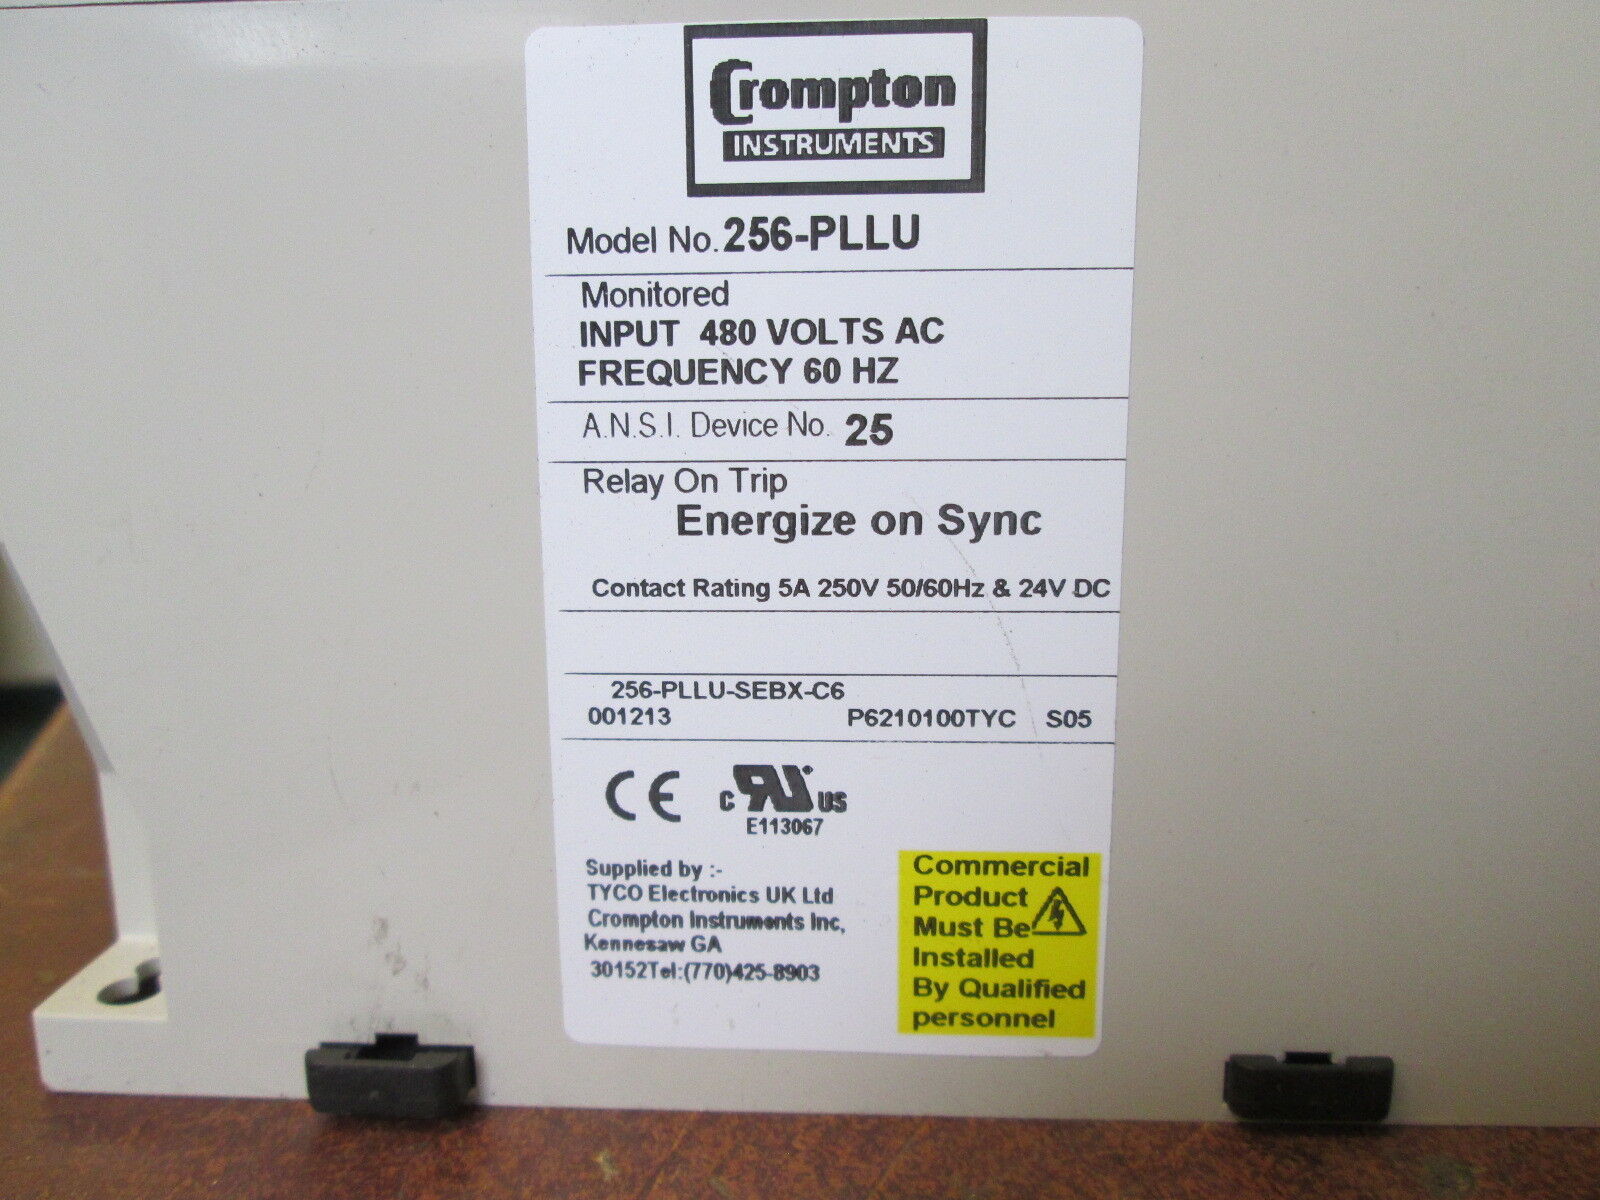 Crompton
INSTRUMENTS
Model No. 256-PLLU
Monitored
INPUT 480 VOLTS AC
FREQUENCY 60 HZ
A.N.S.I. Device No. 25
Relay On Trip
Energize on Sync
Contact Rating 5A 250V 50/60Hz & 24V DC
256-PLLU-SEBX-C6
001213 P6210100TYC S05
CE c RU US
E113067
Supplied by :-
TYCO Electronics UK Ltd
Crompton Instruments Inc,
Kennesaw GA
30152Tel:(770)425-8903
Commercial
Product
Must Be
Installed
By Qualified
personnel